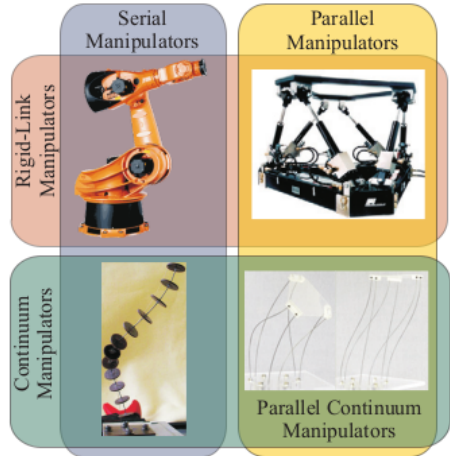 Serial
Manipulators
Parallel
Manipulators
Rigid-Link
Manipulators
Continuum
Manipulators
Parallel Continuum
Manipulators